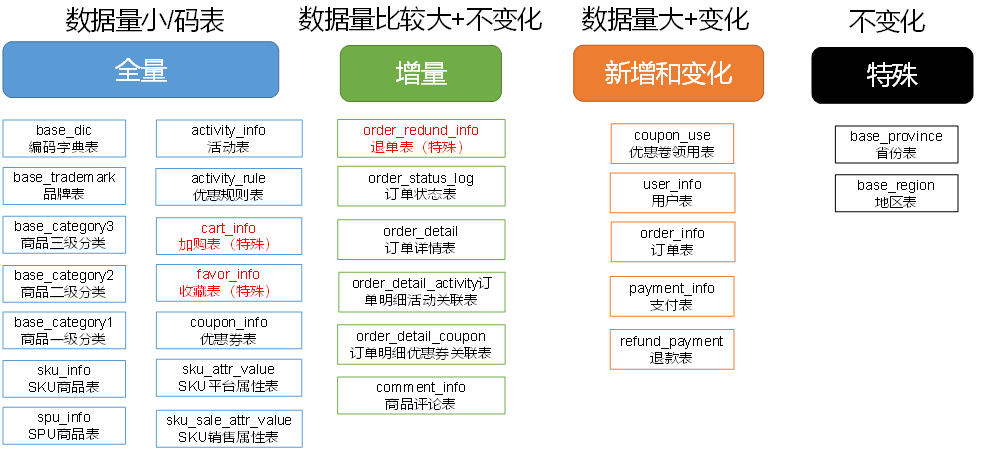 数据量小/码表
全量
base_dic
编码字典表
base_trademark
品牌表
base_category3
商品三级分类
base_category2
商品二级分类
base_category1
商品一级分类
sku_info
SKU商品表
spu_info
SPU商品表
activity_info
活动表
activity_rule
优惠规则表
cart_info
加购表（特殊）
favor_info
收藏表（特殊）
coupon_info
优惠券表
sku_attr_value
SKU平台属性表
sku_sale_attr_value
SKU销售属性表
数据量比较大+不变化
增量
order_redund_info
退单表（特殊）
order_status_log
订单状态表
order_detail
订单详情表
order_detail_activity订
单明细活动关联表
order_detail_coupon
订单明细优惠券关联表
comment_info
商品评论表
数据量大+变化
新增和变化
coupon_use
优惠卷领用表
user_info
用户表
order_info
订单表
payment_info
支付表
refund_payment
退款表
不变化
特殊
base_province
省份表
base_region
地区表